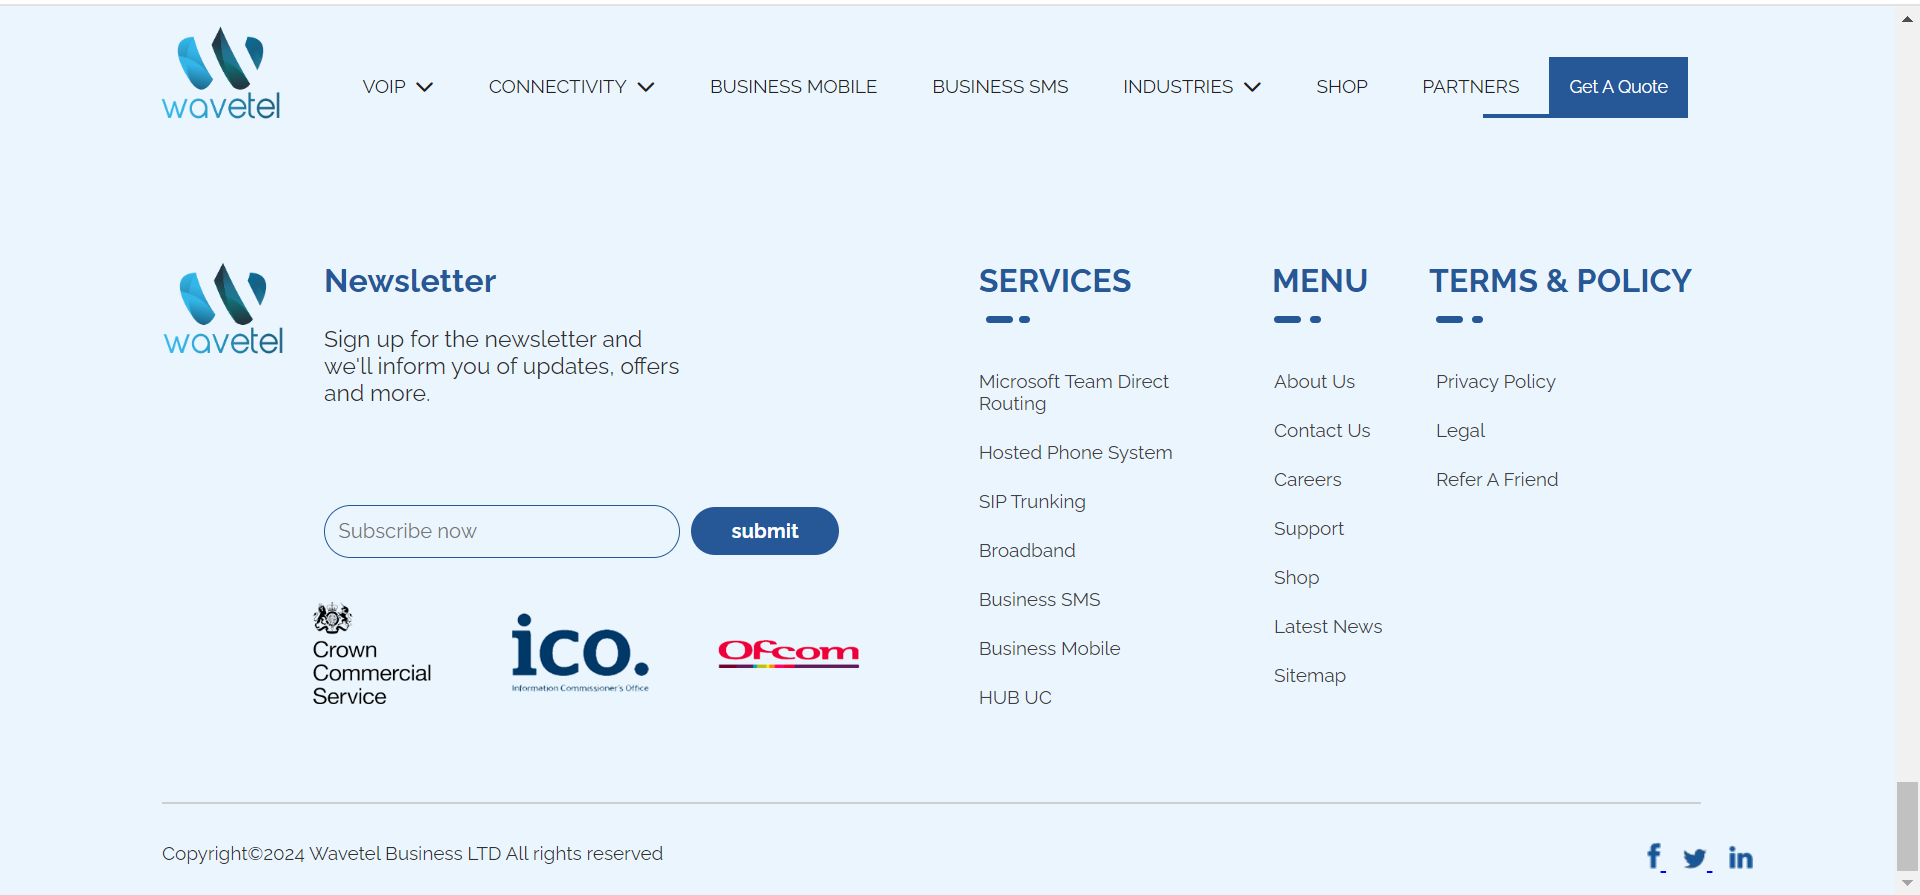 wavetel
VOIP
CONNECTIVITY
BUSINESS MOBILE
BUSINESS SMS
INDUSTRIES
SHOP
PARTNERS
Get A Quote
wavetel
Newsletter
Sign up for the newsletter and
we'll inform you of updates, offers
and more.
Subscribe now
submit
Crown
Commercial
Service
ico.
Information Commissioner's Office
Ofcom
SERVICES
Microsoft Team Direct
Routing
Hosted Phone System
SIP Trunking
Broadband
Business SMS
Business Mobile
HUB UC
MENU
About Us
Contact Us
Careers
Support
Shop
Latest News
Sitemap
TERMS & POLICY
Privacy Policy
Legal
Refer A Friend
Copyright©2024 Wavetel Business LTD All rights reserved